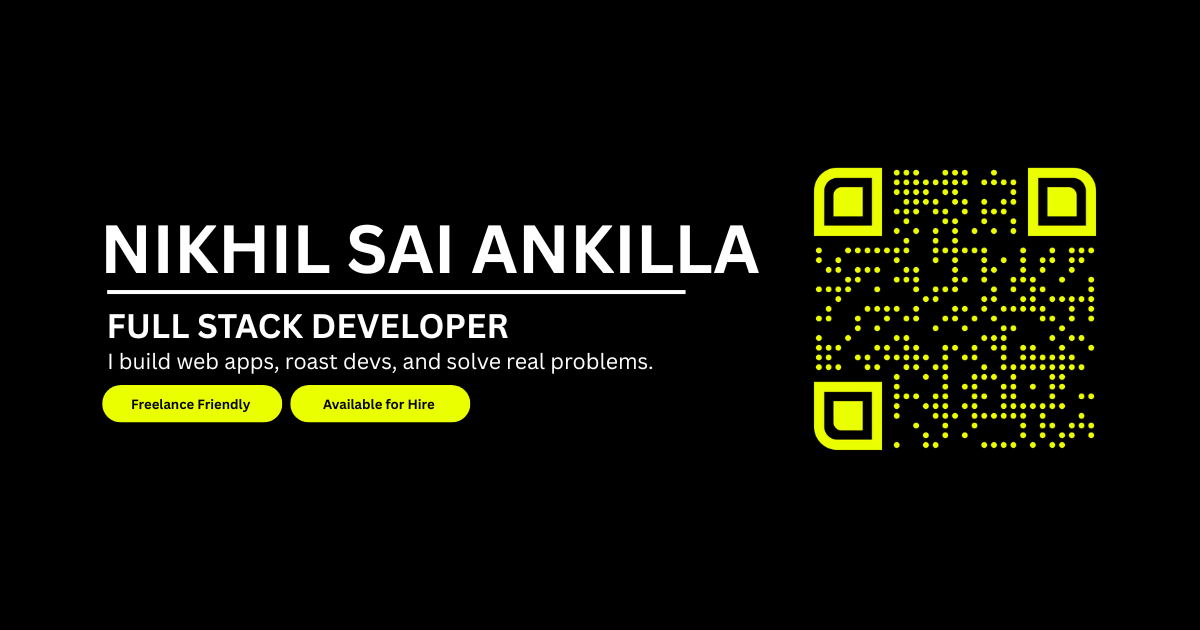 NIKHIL SAI ANKILLA
FULL STACK DEVELOPER
I build web apps, roast devs, and solve real problems.
Freelance Friendly
Available for Hire